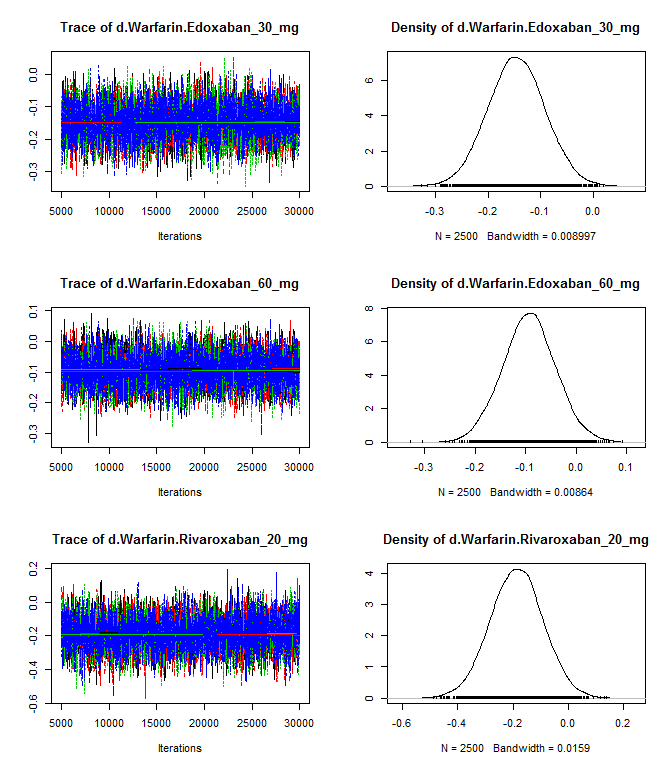 Trace of d.Warfarin.Edoxaban_30_mg
0.0
-0.1
-0.2
-0.3
5000 10000 15000 20000 25000 30000
Iterations
Density of d.Warfarin.Edoxaban_30_mg
6
4
2
0
-0.3 -0.2 -0.1 0.0
N = 2500 Bandwidth = 0.008997
Trace of d.Warfarin.Edoxaban_60_mg
0.1
0.0
-0.1
-0.2
-0.3
5000 10000 15000 20000 25000 30000
Iterations
Density of d.Warfarin.Edoxaban_60_mg
8
6
4
2
0
-0.3 -0.2 -0.1 0.0 0.1
N = 2500 Bandwidth = 0.00864
Trace of d.Warfarin.Rivaroxaban_20_mg
0.2
0.0
-0.2
-0.4
-0.6
5000 10000 15000 20000 25000 30000
Iterations
Density of d.Warfarin.Rivaroxaban_20_mg
4
3
2
1
0
-0.6 -0.4 -0.2 0.0 0.2
N = 2500 Bandwidth = 0.0159